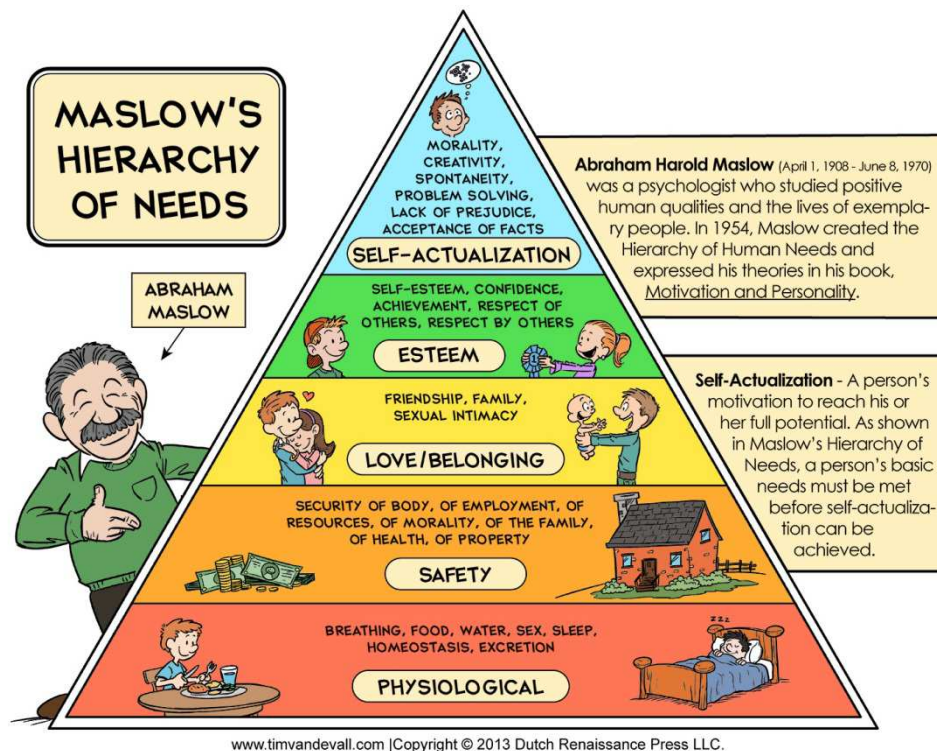 MASLOW'S
HIERARCHY
OF NEEDS
ABRAHAM
MASLOW
MORALITY,
CREATIVITY,
SPONTANEITY,
PROBLEM SOLVING,
LACK OF PREJUDICE,
ACCEPTANCE OF FACTS
SELF-ACTUALIZATION
SELF-ESTEEM, CONFIDENCE,
ACHIEVEMENT, RESPECT OF
OTHERS, RESPECT BY OTHERS
ESTEEM
FRIENDSHIP, FAMILY,
SEXUAL INTIMACY
LOVE/BELONGING
SECURITY OF BODY, OF EMPLOYMENT, OF
RESOURCES, OF MORALITY, OF THE FAMILY,
OF HEALTH, OF PROPERTY
SAFETY
BREATHING, FOOD, WATER, SEX, SLEEP,
HOMEOSTASIS, EXCRETION
PHYSIOLOGICAL
zzz
Abraham Harold Maslow (April 1, 1908 - June 8, 1970)
was a psychologist who studied positive
human qualities and the lives of exempla-
ry people. In 1954, Maslow created the
Hierarchy of Human Needs and
expressed his theories in his book,
Motivation and Personality.
Self-Actualization - A person's
motivation to reach his or
her full potential. As shown
in Maslow's Hierarchy of
Needs, a person's basic
needs must be met
before self-actualiza-
tion can be
achieved.
www.timvandevall.com |Copyright © 2013 Dutch Renaissance Press LLC.